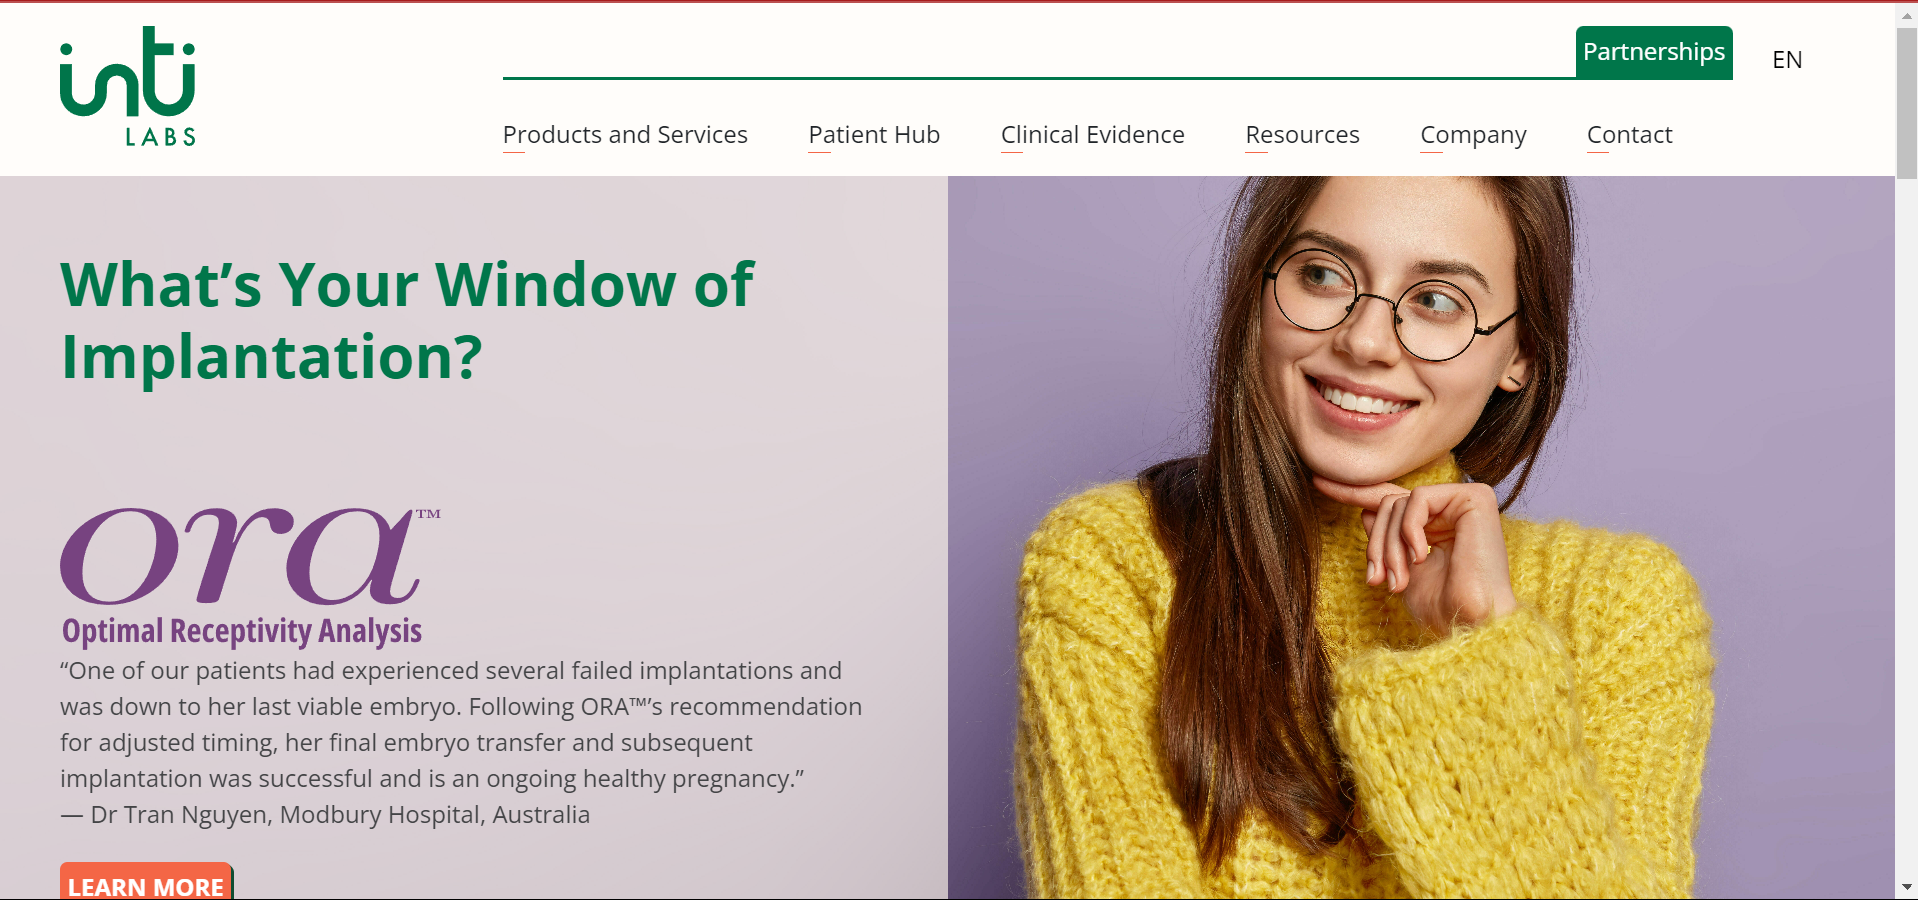 inti
LABS
Partnerships
EN
Products and Services
Patient Hub
Clinical Evidence
Resources
Company
Contact
What’s Your Window of
Implantation?
ora™
Optimal Receptivity Analysis
“One of our patients had experienced several failed implantations and
was down to her last viable embryo. Following ORA™’s recommendation
for adjusted timing, her final embryo transfer and subsequent
implantation was successful and is an ongoing healthy pregnancy.”
— Dr Tran Nguyen, Modbury Hospital, Australia
LEARN MORE